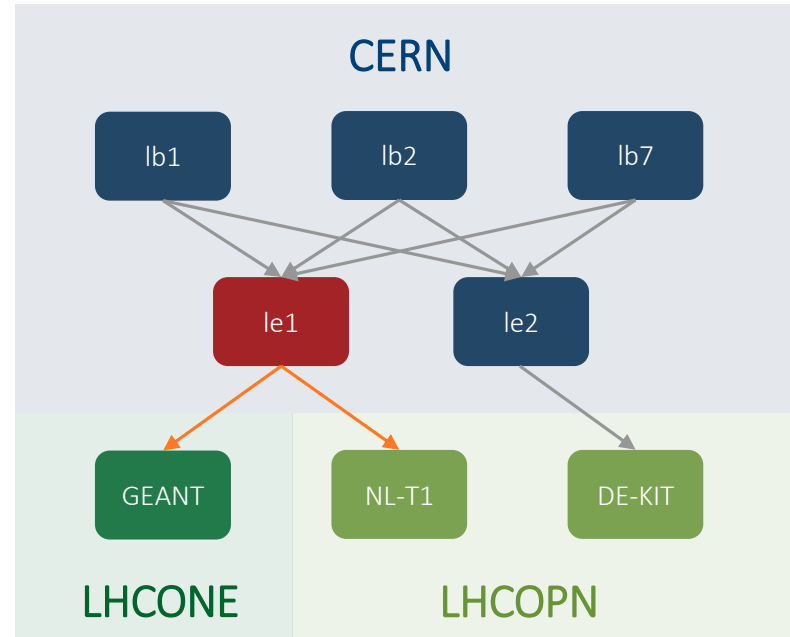 CERN
lb1
lb2
lb7
le1
le2
GEANT
NL-T1
DE-KIT
LHCONE
LHCOPN